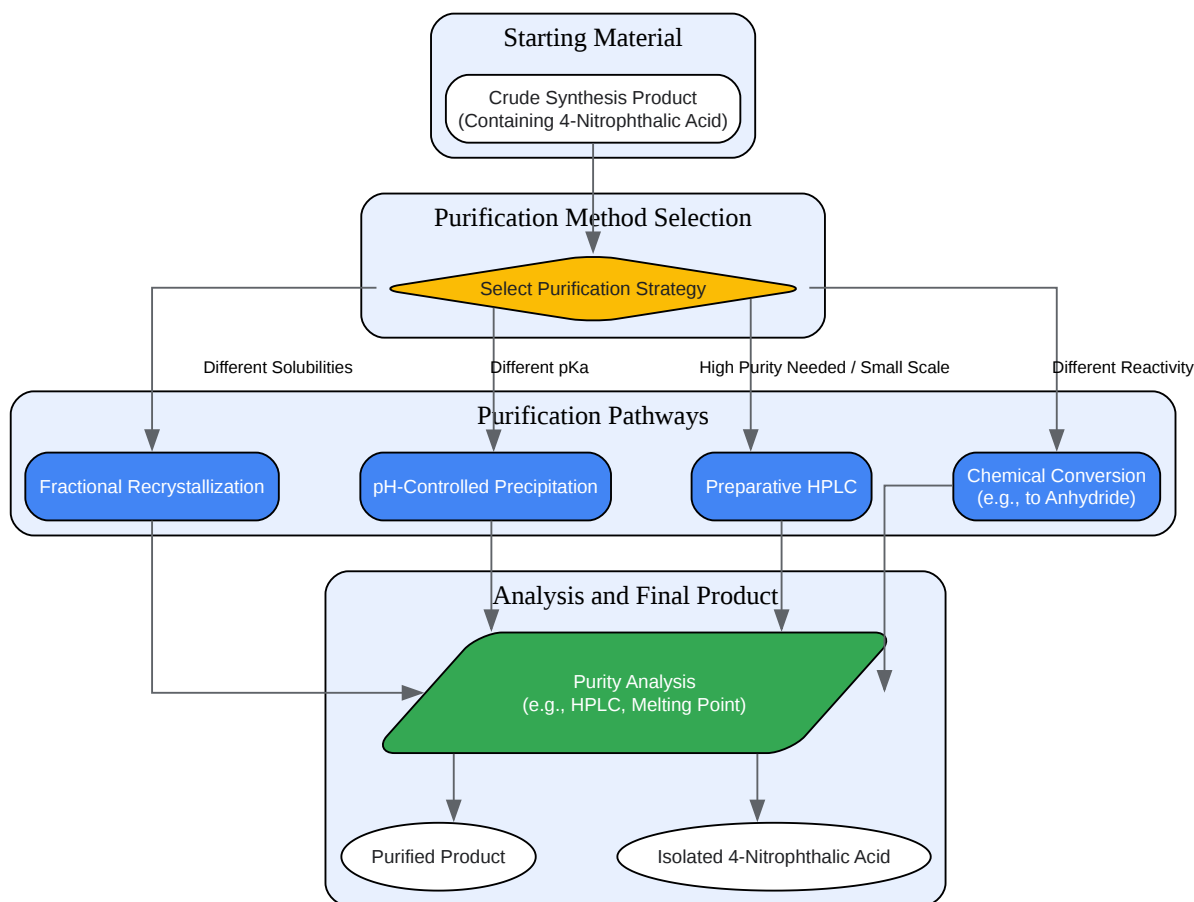 Starting Material
Crude Synthesis Product
(Containing 4-Nitrophthalic Acid)
Purification Method Selection
Select Purification Strategy
Different Solubilities
Different pKa
High Purity Needed / Small Scale
Different Reactivity
Purification Pathways
Fractional Recrystallization
pH-Controlled Precipitation
Preparative HPLC
Chemical Conversion
(e.g., to Anhydride)
Analysis and Final Product
Purity Analysis
(e.g., HPLC, Melting Point)
Purified Product
Isolated 4-Nitrophthalic Acid